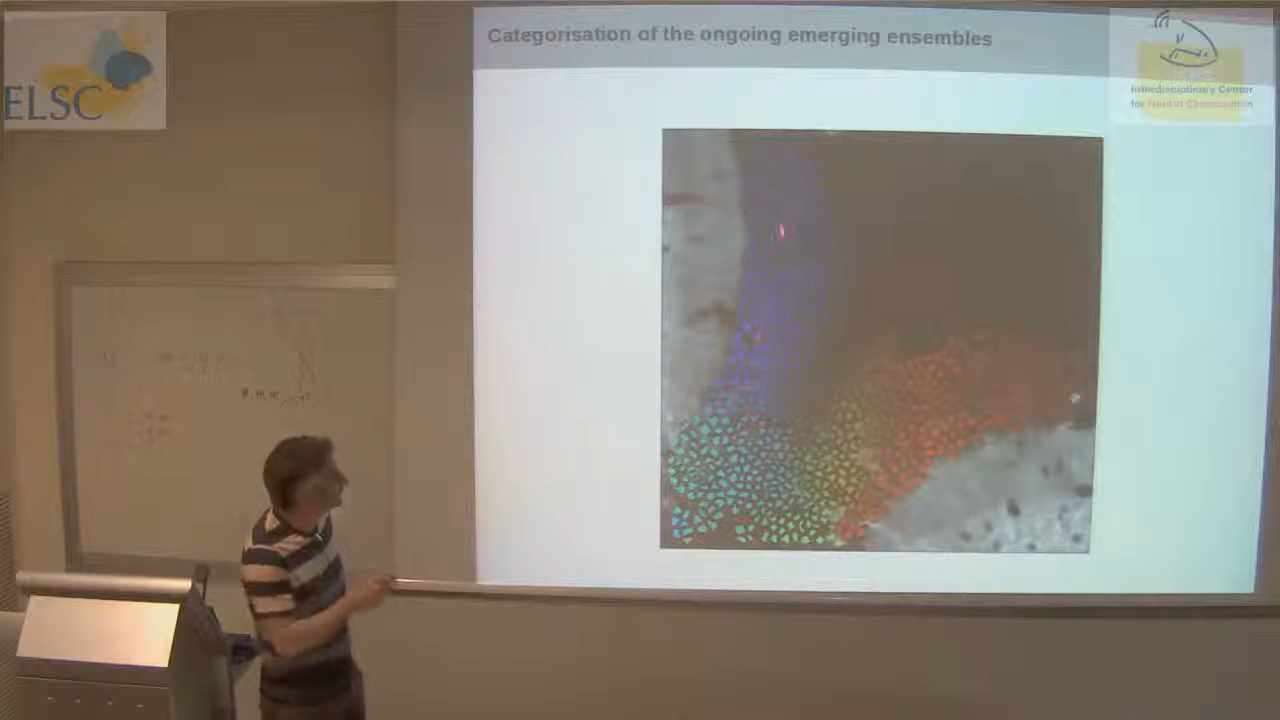 Categorisation of the ongoing emerging ensembles
ELSC
Interdisciplinary Center
for Neural Computation